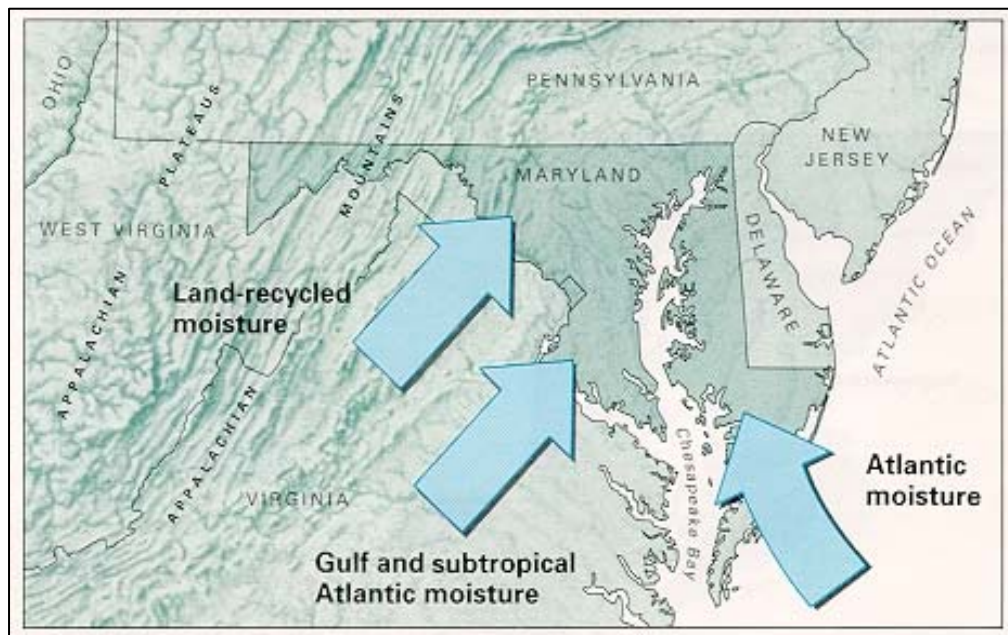 OHIO
PENNSYLVANIA
NEW
JERSEY
APPALACHIAN PLATEAUS
APPALACHIAN MOUNTAINS
MARYLAND
WEST VIRGINIA
DELAWARE
ATLANTIC OCEAN
Land-recycled
moisture
Chesapeake Bay
Atlantic
moisture
VIRGINIA
Gulf and subtropical
Atlantic moisture